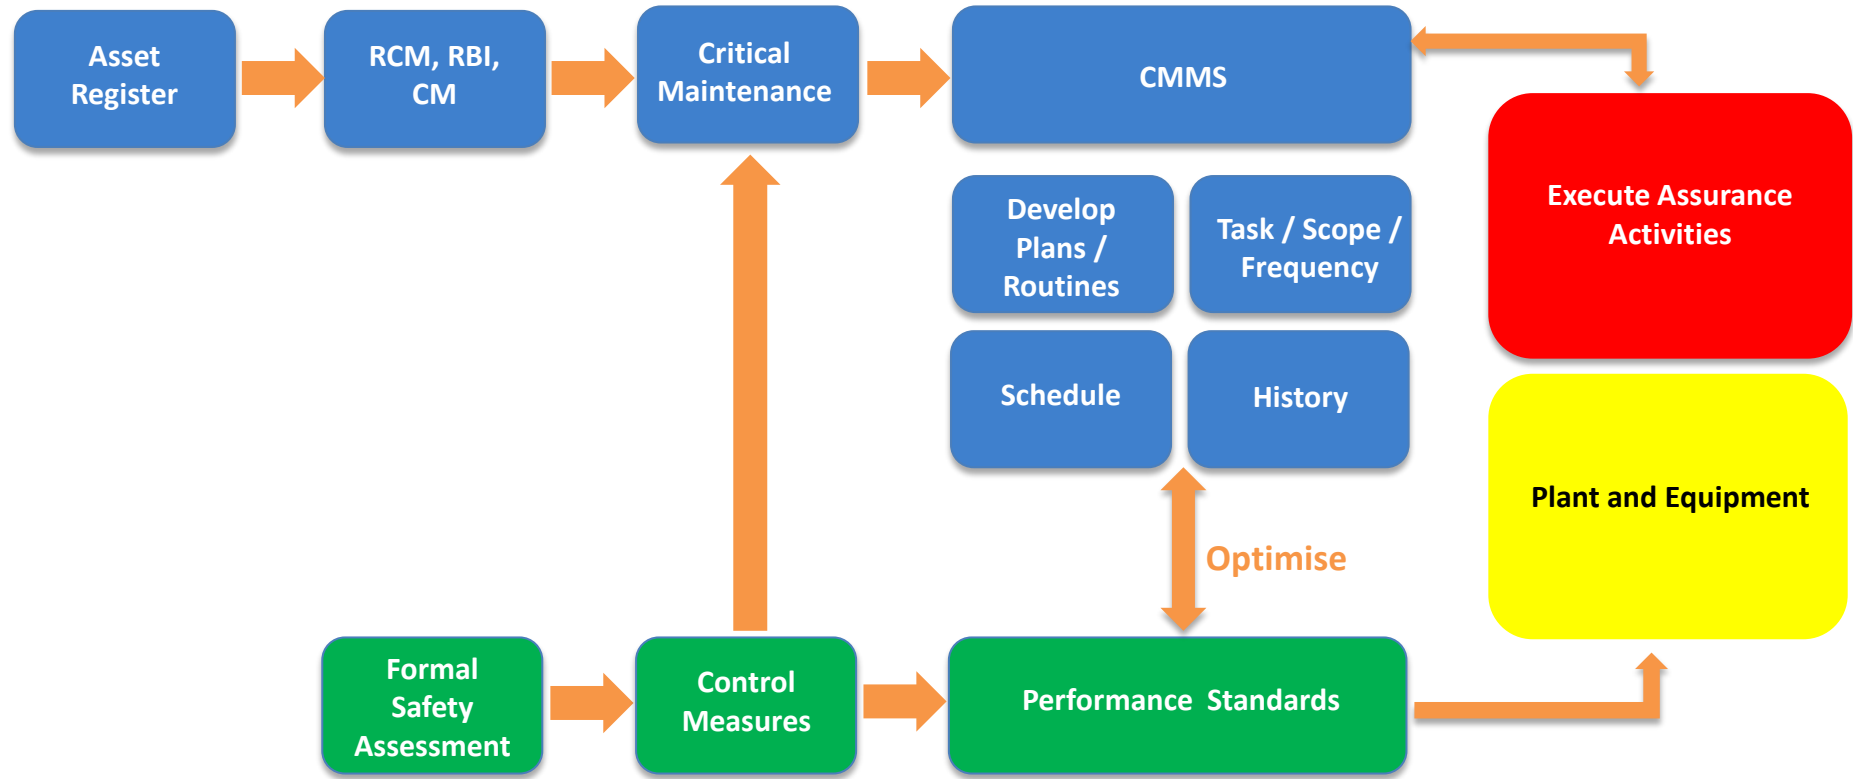 Asset
Register
RCM, RBI,
CM
Critical
Maintenance
CMMS
Execute Assurance
Activities
Develop
Plans /
Routines
Task / Scope /
Frequency
Schedule
History
Plant and Equipment
Optimise
Formal
Safety
Assessment
Control
Measures
Performance Standards